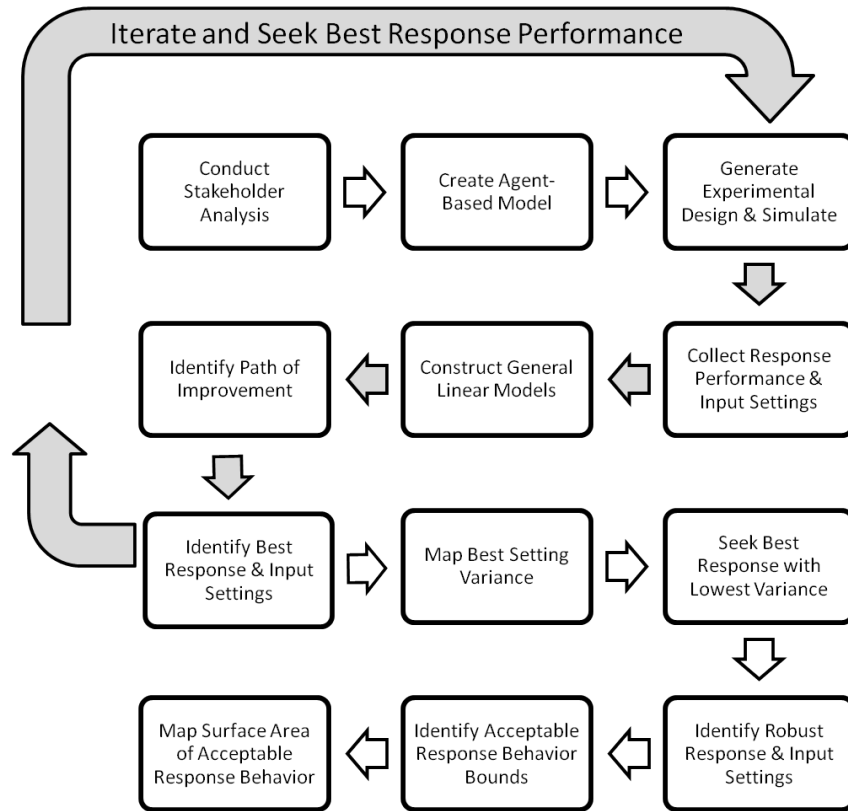 Iterate and Seek Best Response Performance
Conduct
Stakeholder
Analysis
Create Agent-
Based Model
Generate
Experimental
Design & Simulate
Identify Path of
Improvement
Construct General
Linear Models
Collect Response
Performance &
Input Settings
Identify Best
Response & Input
Settings
Map Best Setting
Variance
Seek Best
Response with
Lowest Variance
Map Surface Area
of Acceptable
Response Behavior
Identify Acceptable
Response Behavior
Bounds
Identify Robust
Response & Input
Settings